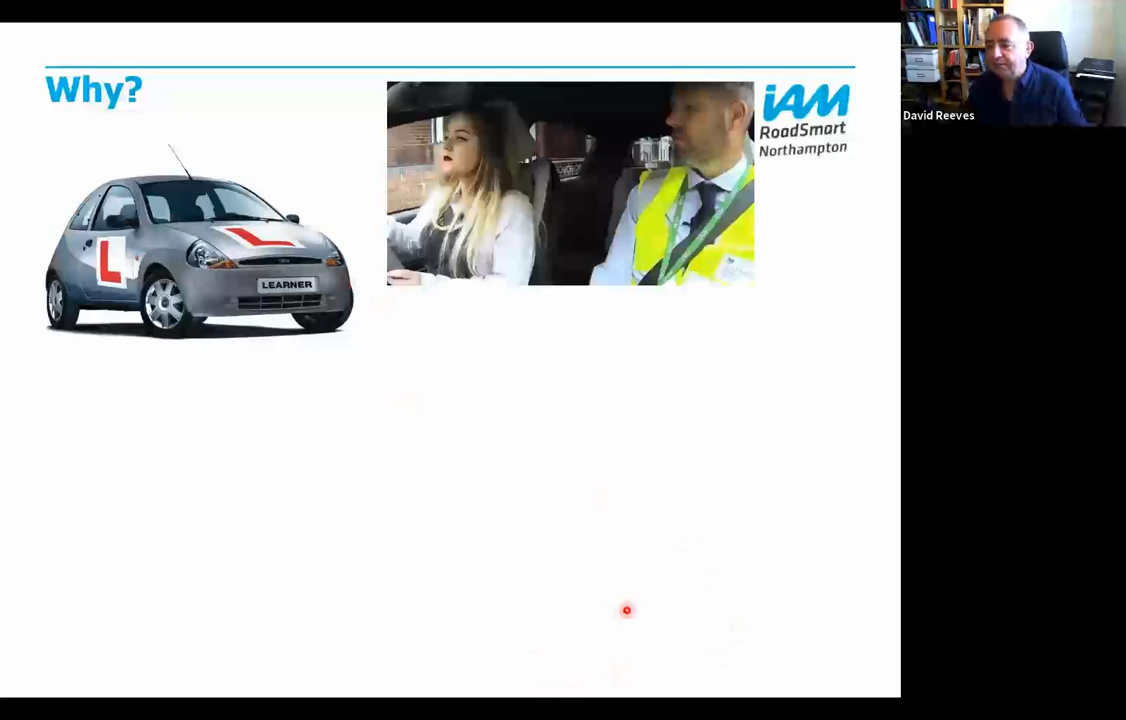 Why?
iAM
RoadSmart
Northampton
L
L
LEARNER
David Reeves